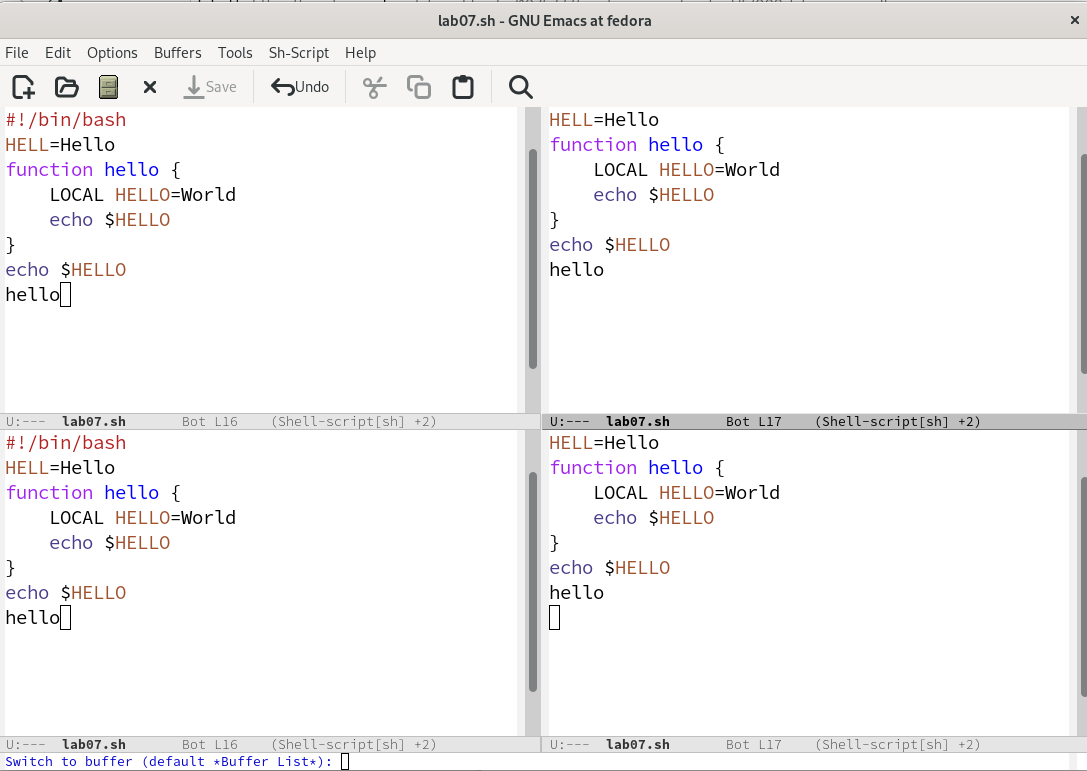 lab07.sh - GNU Emacs at fedora
File Edit Options Buffers Tools Sh-Script Help
Save Undo
#!/bin/bash
HELL=Hello
function hello {
    LOCAL HELLO=World
    echo $HELLO
}
echo $HELLO
hello
U:--- lab07.sh Bot L16 (Shell-script[sh] +2)
HELL=Hello
function hello {
    LOCAL HELLO=World
    echo $HELLO
}
echo $HELLO
hello
U:--- lab07.sh Bot L17 (Shell-script[sh] +2)
#!/bin/bash
HELL=Hello
function hello {
    LOCAL HELLO=World
    echo $HELLO
}
echo $HELLO
hello
U:--- lab07.sh Bot L16 (Shell-script[sh] +2)
HELL=Hello
function hello {
    LOCAL HELLO=World
    echo $HELLO
}
echo $HELLO
hello
U:--- lab07.sh Bot L17 (Shell-script[sh] +2)
Switch to buffer (default *Buffer List*):